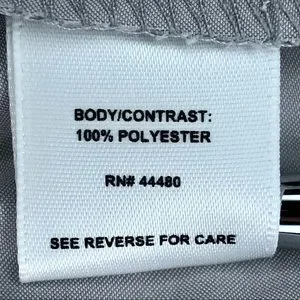 BODY/CONTRAST:
100% POLYESTER
RN# 44480
SEE REVERSE FOR CARE